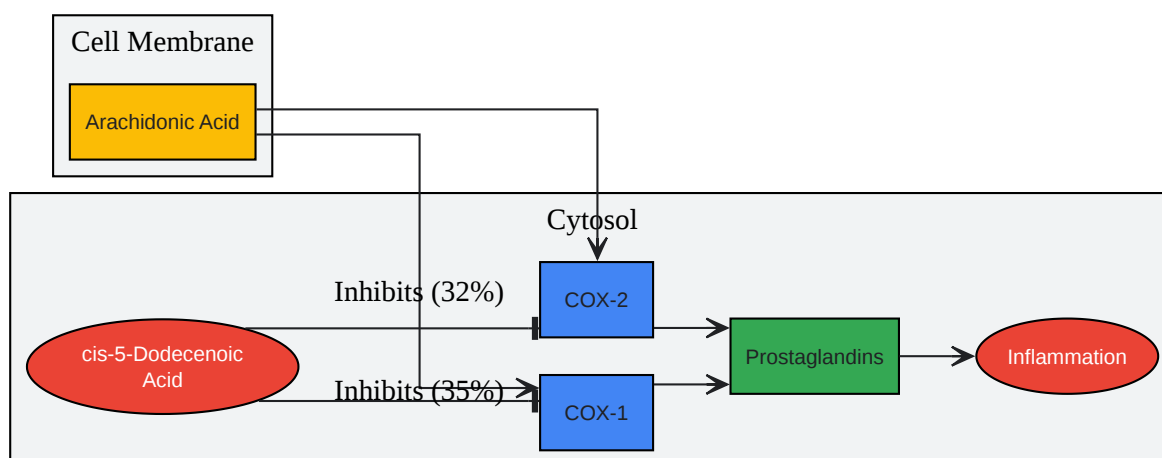 Cell Membrane
Arachidonic Acid
Cytosol
Inhibits (32%)
COX-2
cis-5-Dodecenoic
Acid
Prostaglandins
Inflammation
Inhibits (35%)
COX-1